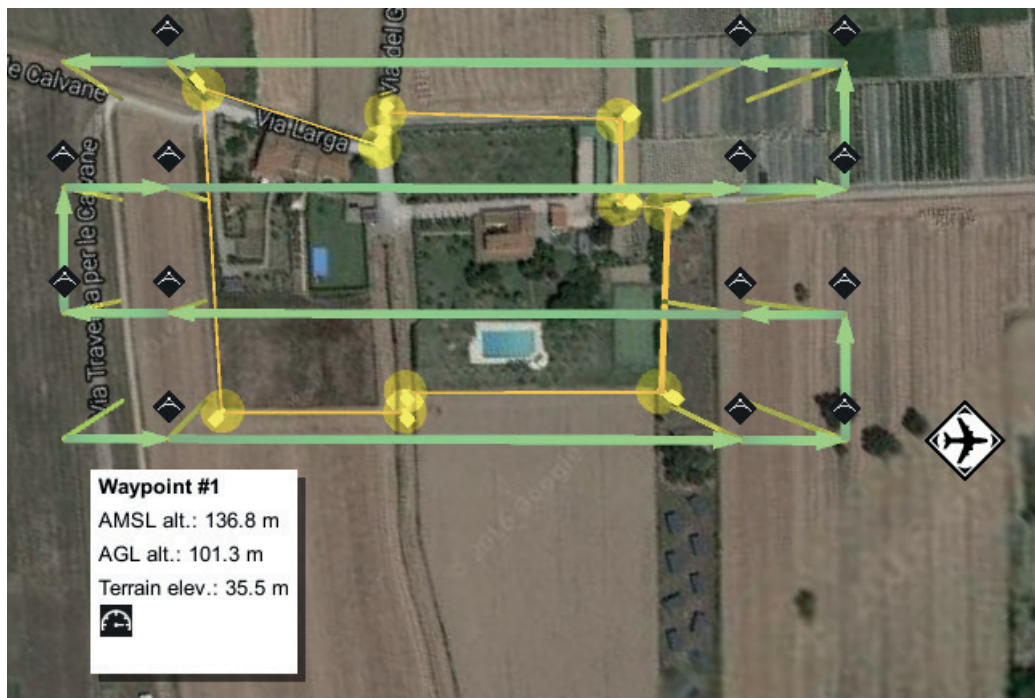 le Calvane
Via Larga
Via del G
Via Traversa per le Calvane
Waypoint #1
AMSL alt.: 136.8 m
AGL alt.: 101.3 m
Terrain elev.: 35.5 m